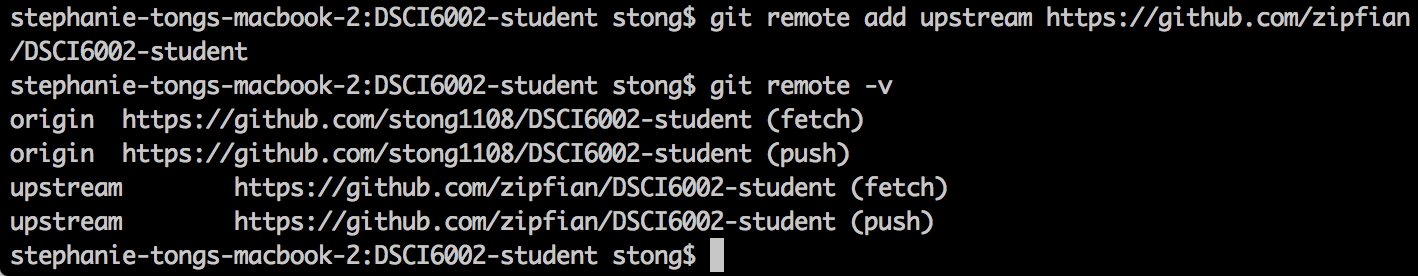 stephanie-tongs-macbook-2:DSCI6002-student stong$ git remote add upstream https://github.com/zipfian
/DSCI6002-student
stephanie-tongs-macbook-2:DSCI6002-student stong$ git remote -v
origin  https://github.com/stong1108/DSCI6002-student (fetch)
origin  https://github.com/stong1108/DSCI6002-student (push)
upstream        https://github.com/zipfian/DSCI6002-student (fetch)
upstream        https://github.com/zipfian/DSCI6002-student (push)
stephanie-tongs-macbook-2:DSCI6002-student stong$